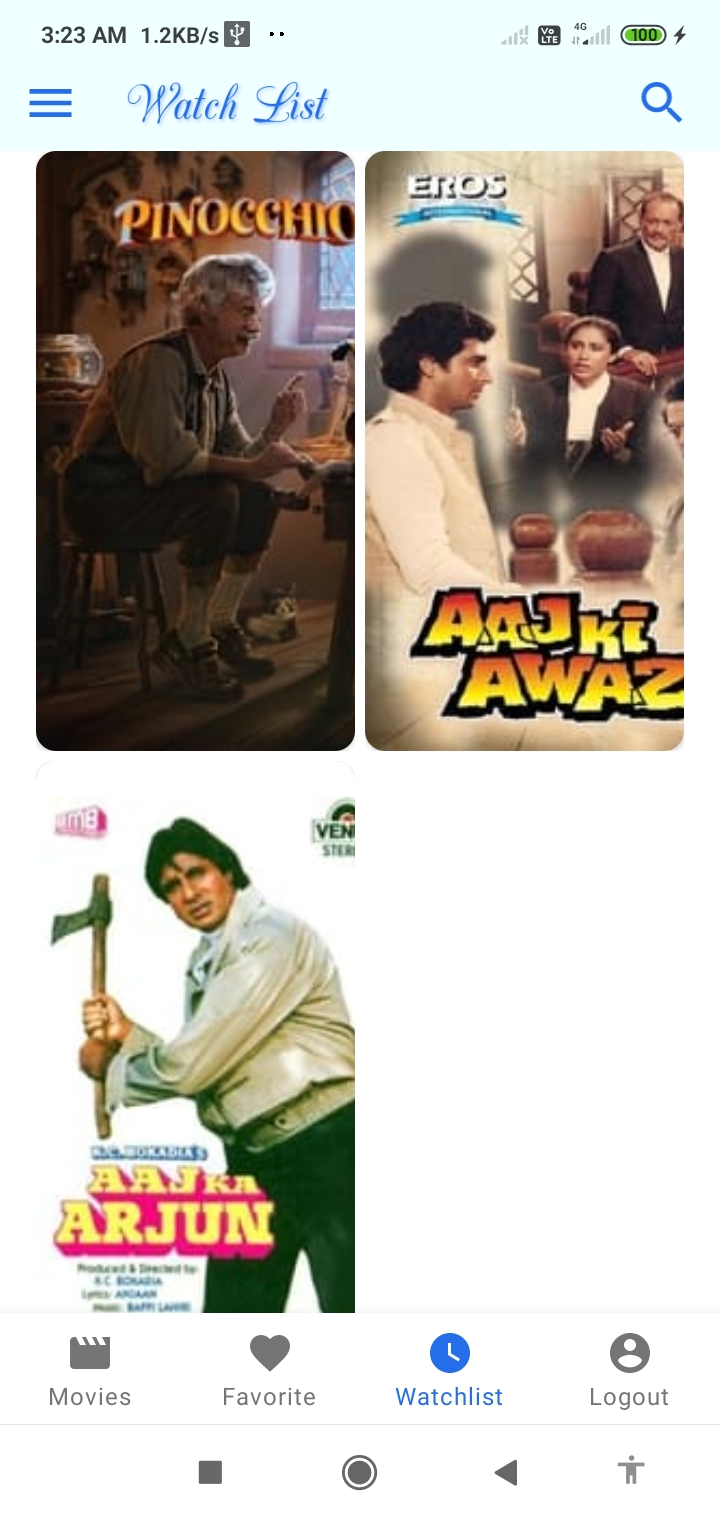 3:23 AM 1.2KB/s
Vo LTE
4G
100
Watch List
PINOCCHIO
EROS
AAJ KI
AWAZ
VEN
STER
K.C. BOKADIA'S
AAJ KA
ARJUN
Produced & Directed by
K.C. BOKADIA
Lyrics: ANJAAN
Music: BAPPI LAHIRI
Movies
Favorite
Watchlist
Logout